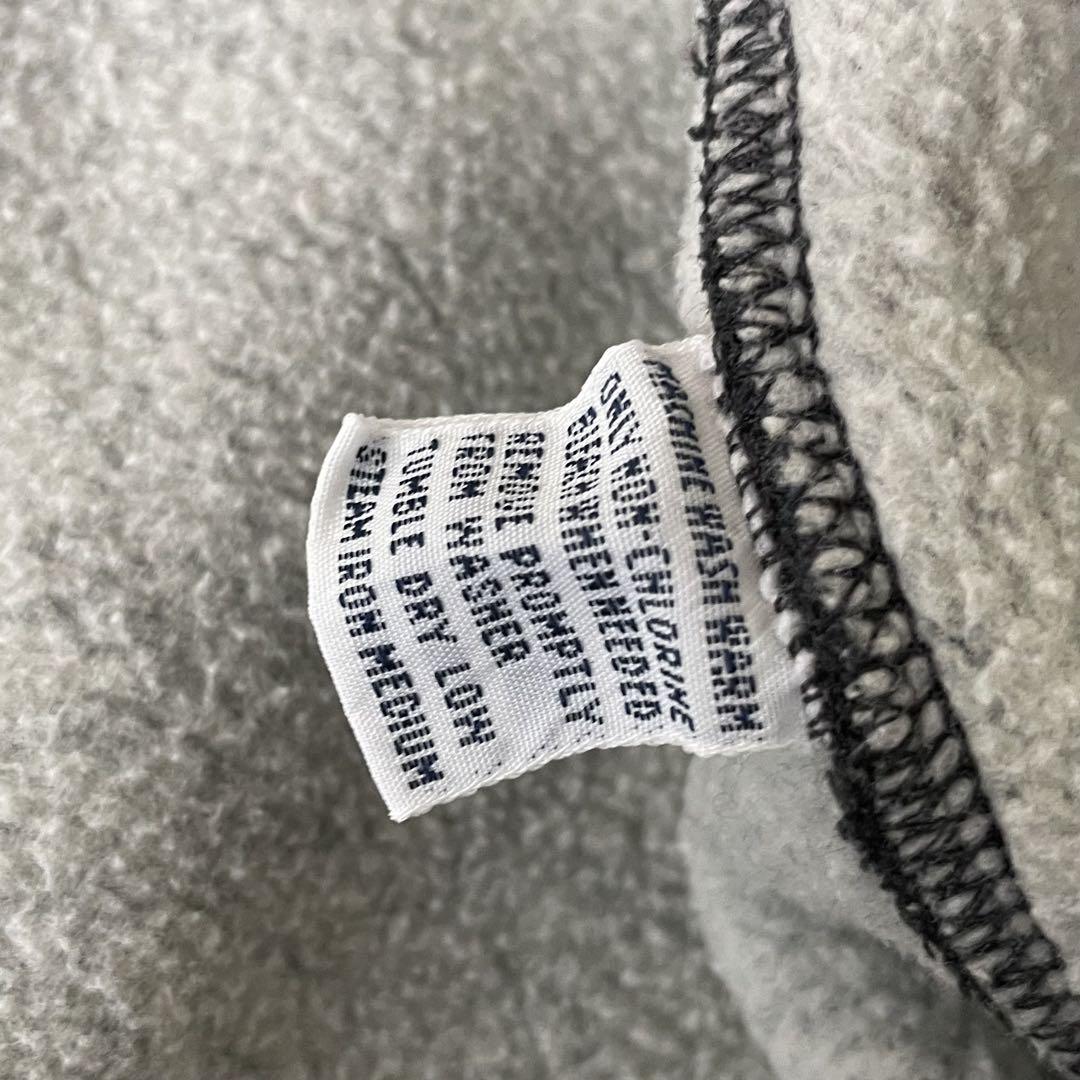 MACHINE WASH WARM
ONLY NON-CHLORINE
BLEACH WHEN NEEDED
REMOVE PROMPTLY
FROM WASHER
TUMBLE DRY LOW
STEAM IRON MEDIUM